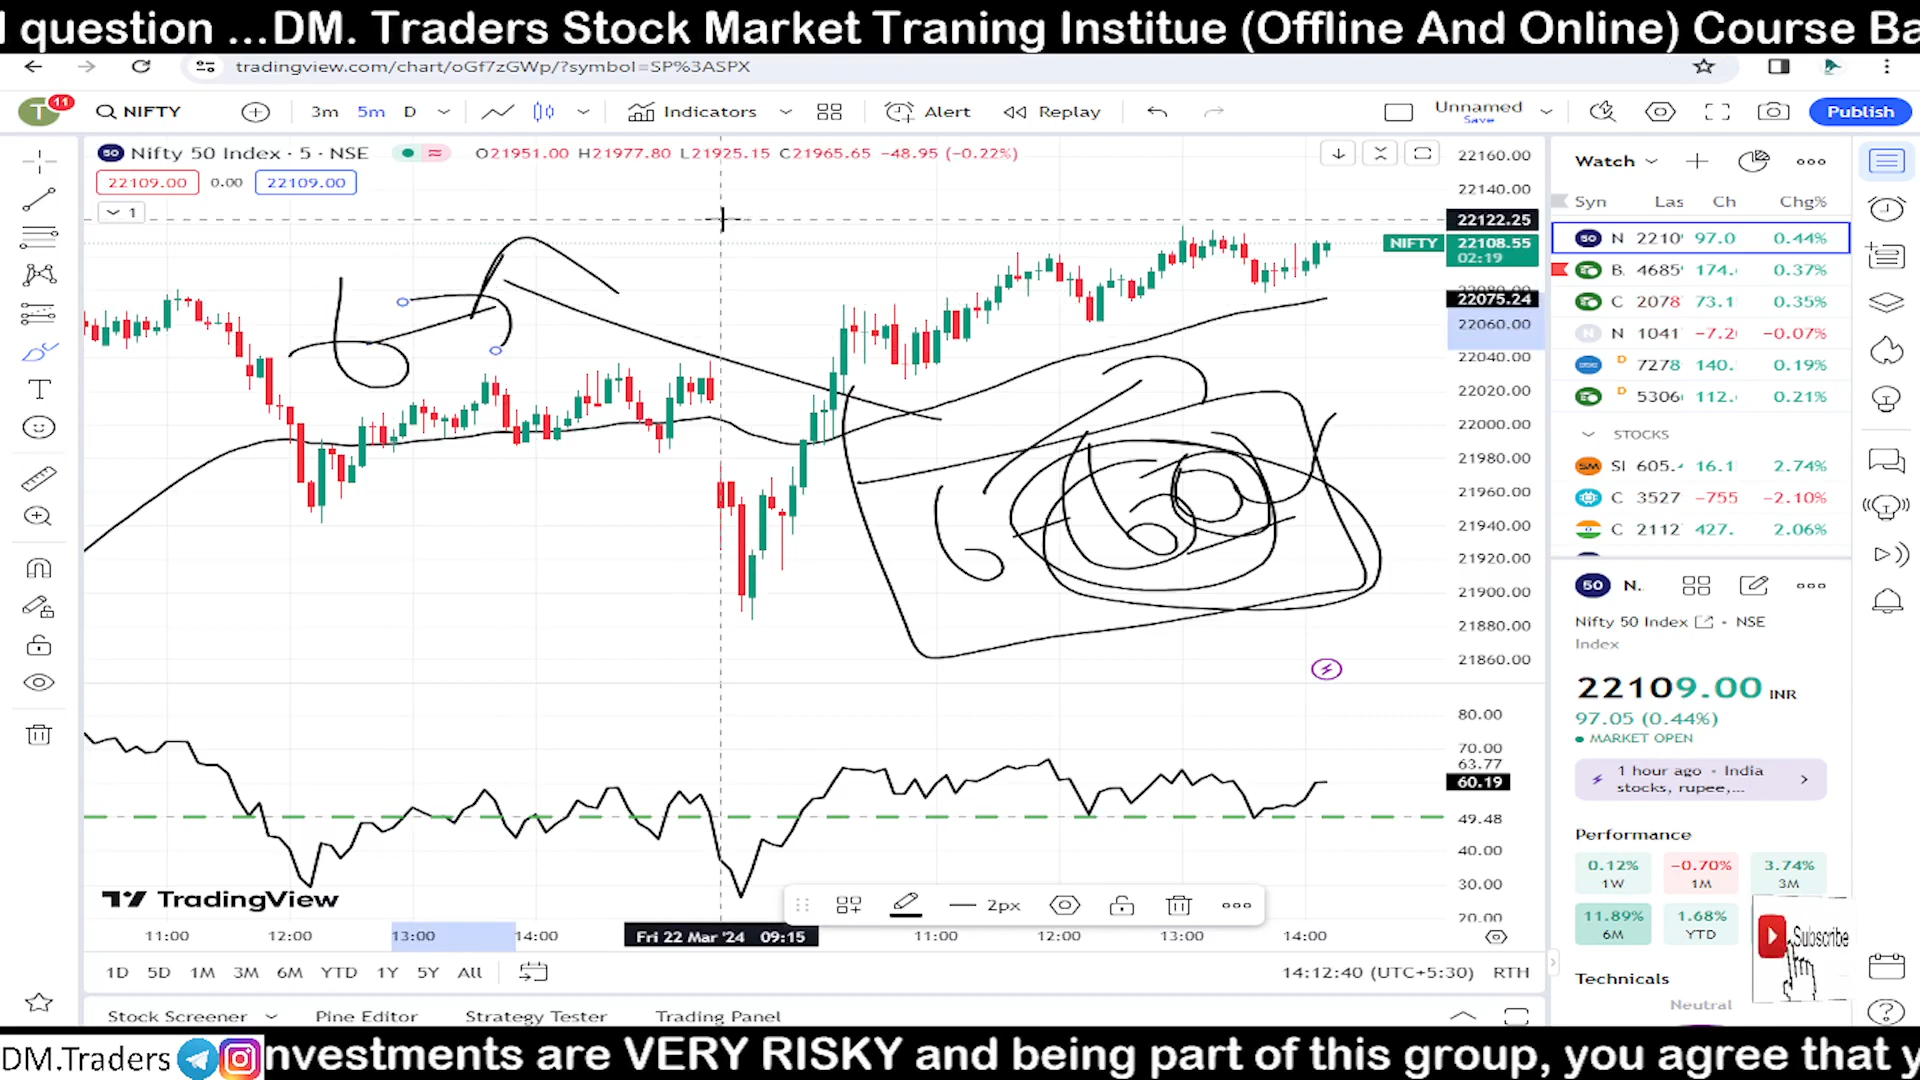 l question ...DM. Traders Stock Market Traning Institue (Offline And Online) Course Ba
tradingview.com/chart/oGf7zGWp/?symbol=SP%3ASPX
T 11 NIFTY 3m 5m D Indicators Alert Replay Unnamed Save Publish
50 Nifty 50 Index · 5 · NSE O21951.00 H21977.80 L21925.15 C21965.65 −48.95 (−0.22%)
22109.00 0.00 22109.00
1
22160.00
22140.00
22122.25
NIFTY 22108.55
02:19
22075.24
22060.00
22040.00
22020.00
22000.00
21980.00
21960.00
21940.00
21920.00
21900.00
21880.00
21860.00
80.00
70.00
63.77
60.19
49.48
40.00
30.00
20.00
TradingView
2px
11:00 12:00 13:00 14:00 Fri 22 Mar '24 09:15 11:00 12:00 13:00 14:00
1D 5D 1M 3M 6M YTD 1Y 5Y All 14:12:40 (UTC+5:30) RTH
Stock Screener Pine Editor Strategy Tester Trading Panel
Watch
Syn Las Ch Chg%
50 N 2210 97.0 0.44%
B. 4685 174. 0.37%
C 2078 73.1 0.35%
N N 1041 −7.2 −0.07%
D 7278 140. 0.19%
D 5306 112. 0.21%
STOCKS
SM SI 605. 16.1 2.74%
C 3527 −755 −2.10%
C 2112 427. 2.06%
50 N.
Nifty 50 Index · NSE
Index
22109.00 INR
97.05 (0.44%)
MARKET OPEN
1 hour ago · India
stocks, rupee,...
Performance
0.12% −0.70% 3.74%
1W 1M 3M
11.89% 1.68%
6M YTD
Subscribe
Technicals
Neutral
DM.Traders nvestments are VERY RISKY and being part of this group, you agree that y